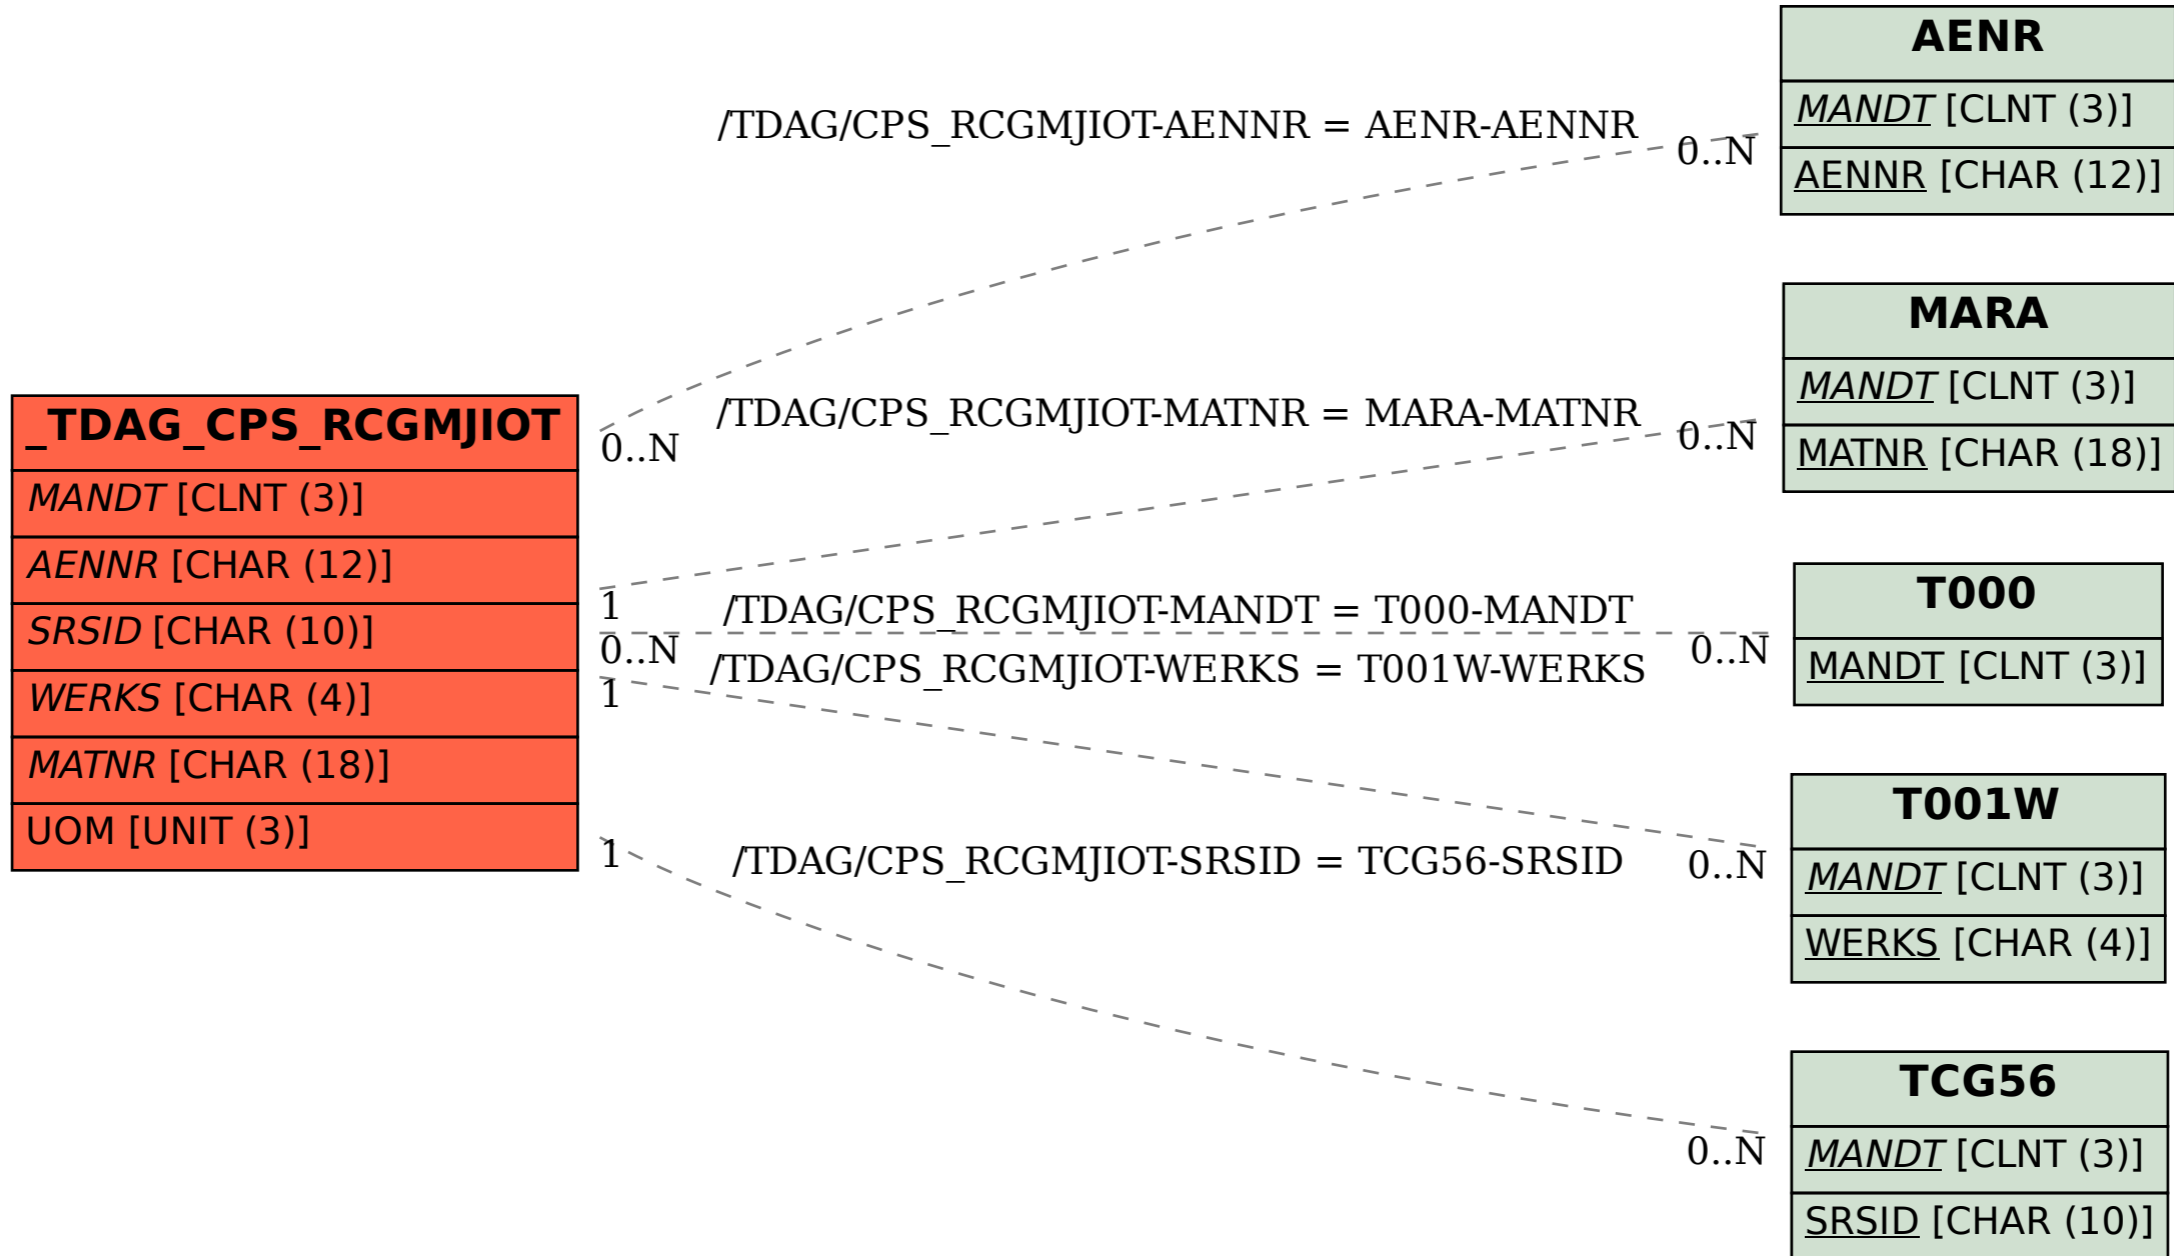 _TDAG_CPS_RCGMJIOT
MANDT [CLNT (3)]
AENNR [CHAR (12)]
SRSID [CHAR (10)]
WERKS [CHAR (4)]
MATNR [CHAR (18)]
UOM [UNIT (3)]
/TDAG/CPS_RCGMJIOT-AENNR = AENR-AENNR
0..N
0..N
/TDAG/CPS_RCGMJIOT-MATNR = MARA-MATNR
0..N
1
/TDAG/CPS_RCGMJIOT-MANDT = T000-MANDT
0..N
0..N
/TDAG/CPS_RCGMJIOT-WERKS = T001W-WERKS
1
0..N
/TDAG/CPS_RCGMJIOT-SRSID = TCG56-SRSID
1
0..N
AENR
MANDT [CLNT (3)]
AENNR [CHAR (12)]
MARA
MANDT [CLNT (3)]
MATNR [CHAR (18)]
T000
MANDT [CLNT (3)]
T001W
MANDT [CLNT (3)]
WERKS [CHAR (4)]
TCG56
MANDT [CLNT (3)]
SRSID [CHAR (10)]